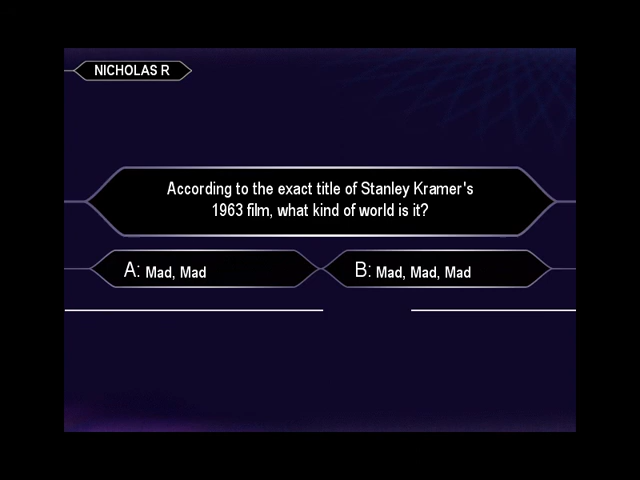 NICHOLAS R
According to the exact title of Stanley Kramer's
1963 film, what kind of world is it?
A: Mad, Mad
B: Mad, Mad, Mad